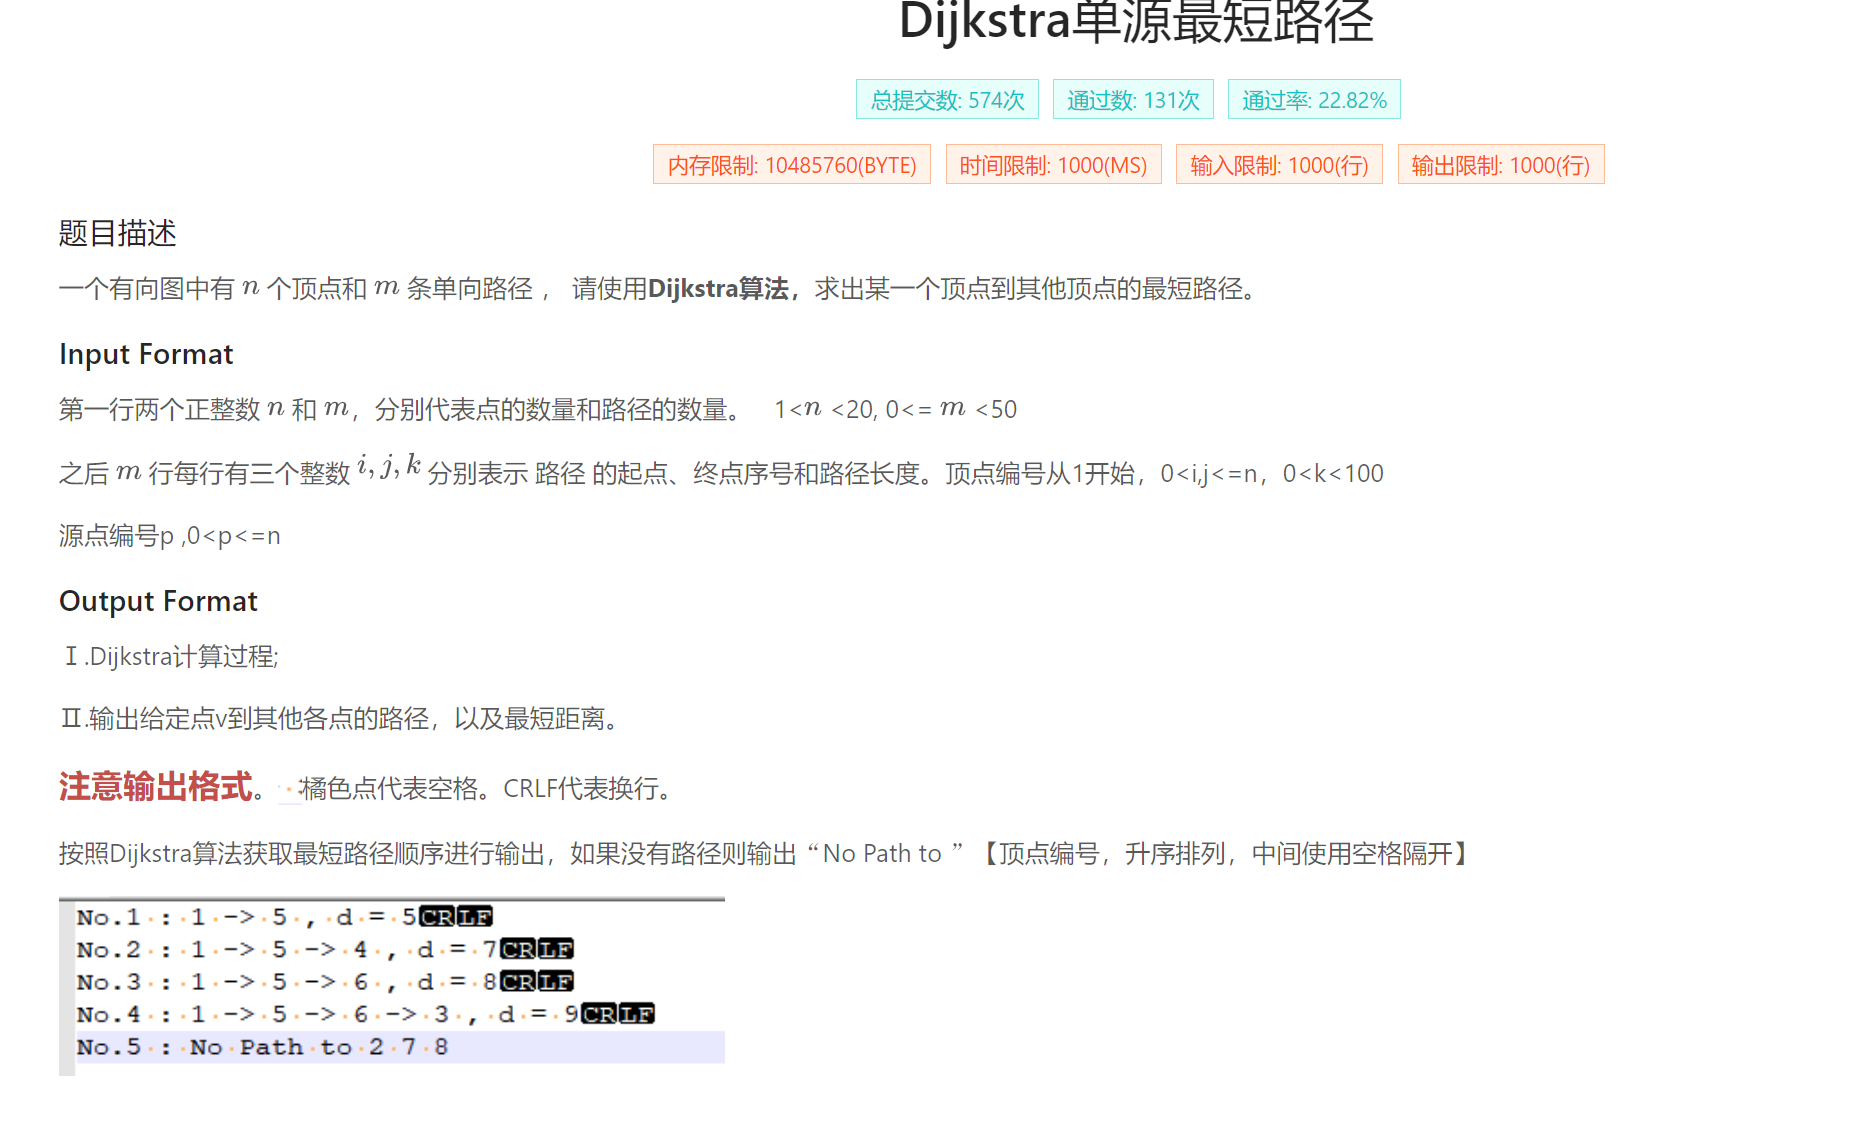 Dijkstra单源最短路径
总提交数: 574次 通过数: 131次 通过率: 22.82%
内存限制: 10485760(BYTE) 时间限制: 1000(MS) 输入限制: 1000(行) 输出限制: 1000(行)
题目描述
一个有向图中有 n 个顶点和 m 条单向路径 ， 请使用Dijkstra算法，求出某一个顶点到其他顶点的最短路径。
Input Format
第一行两个正整数 n 和 m，分别代表点的数量和路径的数量。 1<n <20, 0<= m <50
之后 m 行每行有三个整数 i, j, k 分别表示 路径 的起点、终点序号和路径长度。顶点编号从1开始，0<i,j<=n，0<k<100
源点编号p ,0<p<=n
Output Format
Ⅰ.Dijkstra计算过程;
Ⅱ.输出给定点v到其他各点的路径，以及最短距离。
注意输出格式。 橘色点代表空格。CRLF代表换行。
按照Dijkstra算法获取最短路径顺序进行输出，如果没有路径则输出“No Path to ”【顶点编号，升序排列，中间使用空格隔开】
No.1·:·1·->·5·,·d·=·5CRLF
No.2·:·1·->·5·->·4·,·d·=·7CRLF
No.3·:·1·->·5·->·6·,·d·=·8CRLF
No.4·:·1·->·5·->·6·->·3·,·d·=·9CRLF
No.5·:·No·Path·to·2·7·8